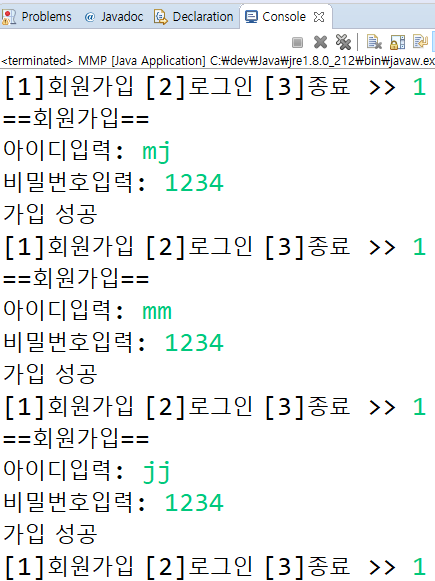 Problems @ Javadoc Declaration Console
<terminated> MMP [Java Application] C:₩dev₩Java₩jre1.8.0_212₩bin₩javaw.ex
[1]회원가입 [2]로그인 [3]종료 >> 1
==회원가입==
아이디입력: mj
비밀번호입력: 1234
가입 성공
[1]회원가입 [2]로그인 [3]종료 >> 1
==회원가입==
아이디입력: mm
비밀번호입력: 1234
가입 성공
[1]회원가입 [2]로그인 [3]종료 >> 1
==회원가입==
아이디입력: jj
비밀번호입력: 1234
가입 성공
[1]회원가입 [2]로그인 [3]종료 >> 1